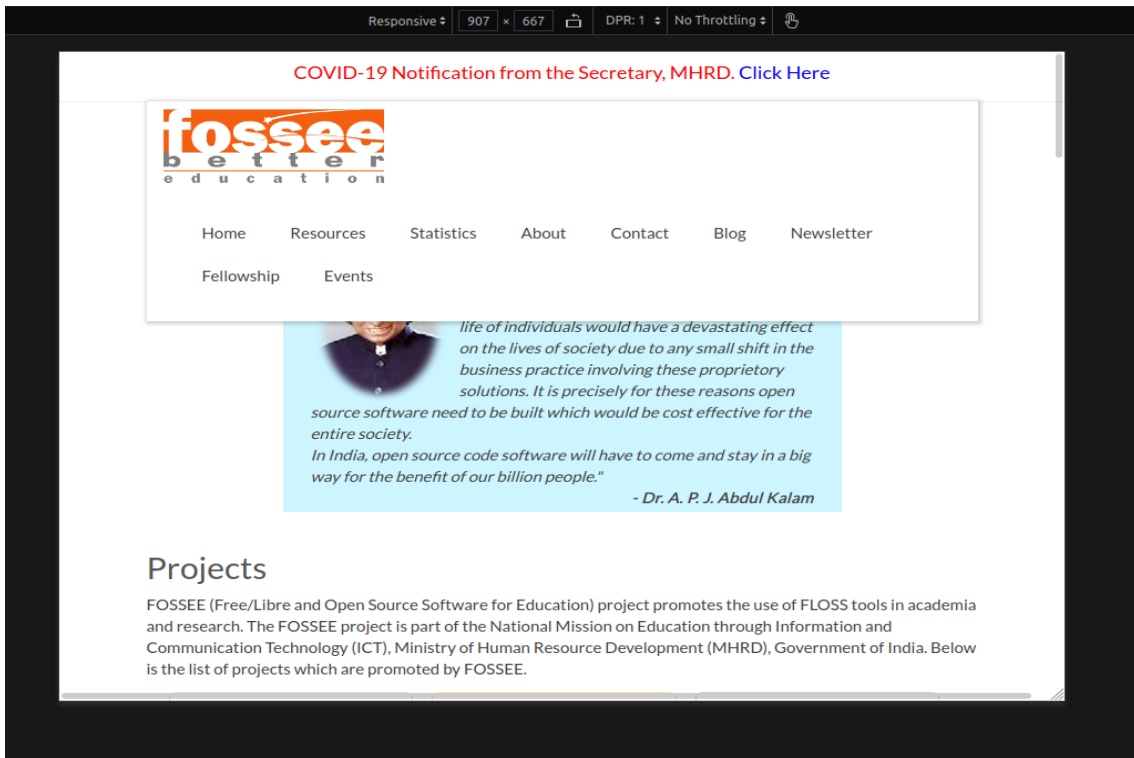 Responsive 907 × 667 DPR: 1 No Throttling
COVID-19 Notification from the Secretary, MHRD. Click Here
fossee
better
education
Home Resources Statistics About Contact Blog Newsletter
Fellowship Events
life of individuals would have a devastating effect
on the lives of society due to any small shift in the
business practice involving these proprietory
solutions. It is precisely for these reasons open
source software need to be built which would be cost effective for the
entire society.
In India, open source code software will have to come and stay in a big
way for the benefit of our billion people."
- Dr. A. P. J. Abdul Kalam
Projects
FOSSEE (Free/Libre and Open Source Software for Education) project promotes the use of FLOSS tools in academia
and research. The FOSSEE project is part of the National Mission on Education through Information and
Communication Technology (ICT), Ministry of Human Resource Development (MHRD), Government of India. Below
is the list of projects which are promoted by FOSSEE.